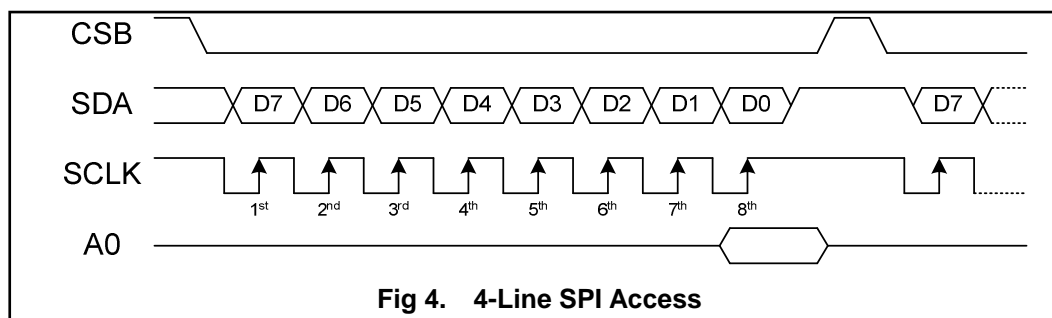 CSB
SDA D7 D6 D5 D4 D3 D2 D1 D0 D7
SCLK
1st 2nd 3rd 4th 5th 6th 7th 8th
A0
Fig 4. 4-Line SPI Access